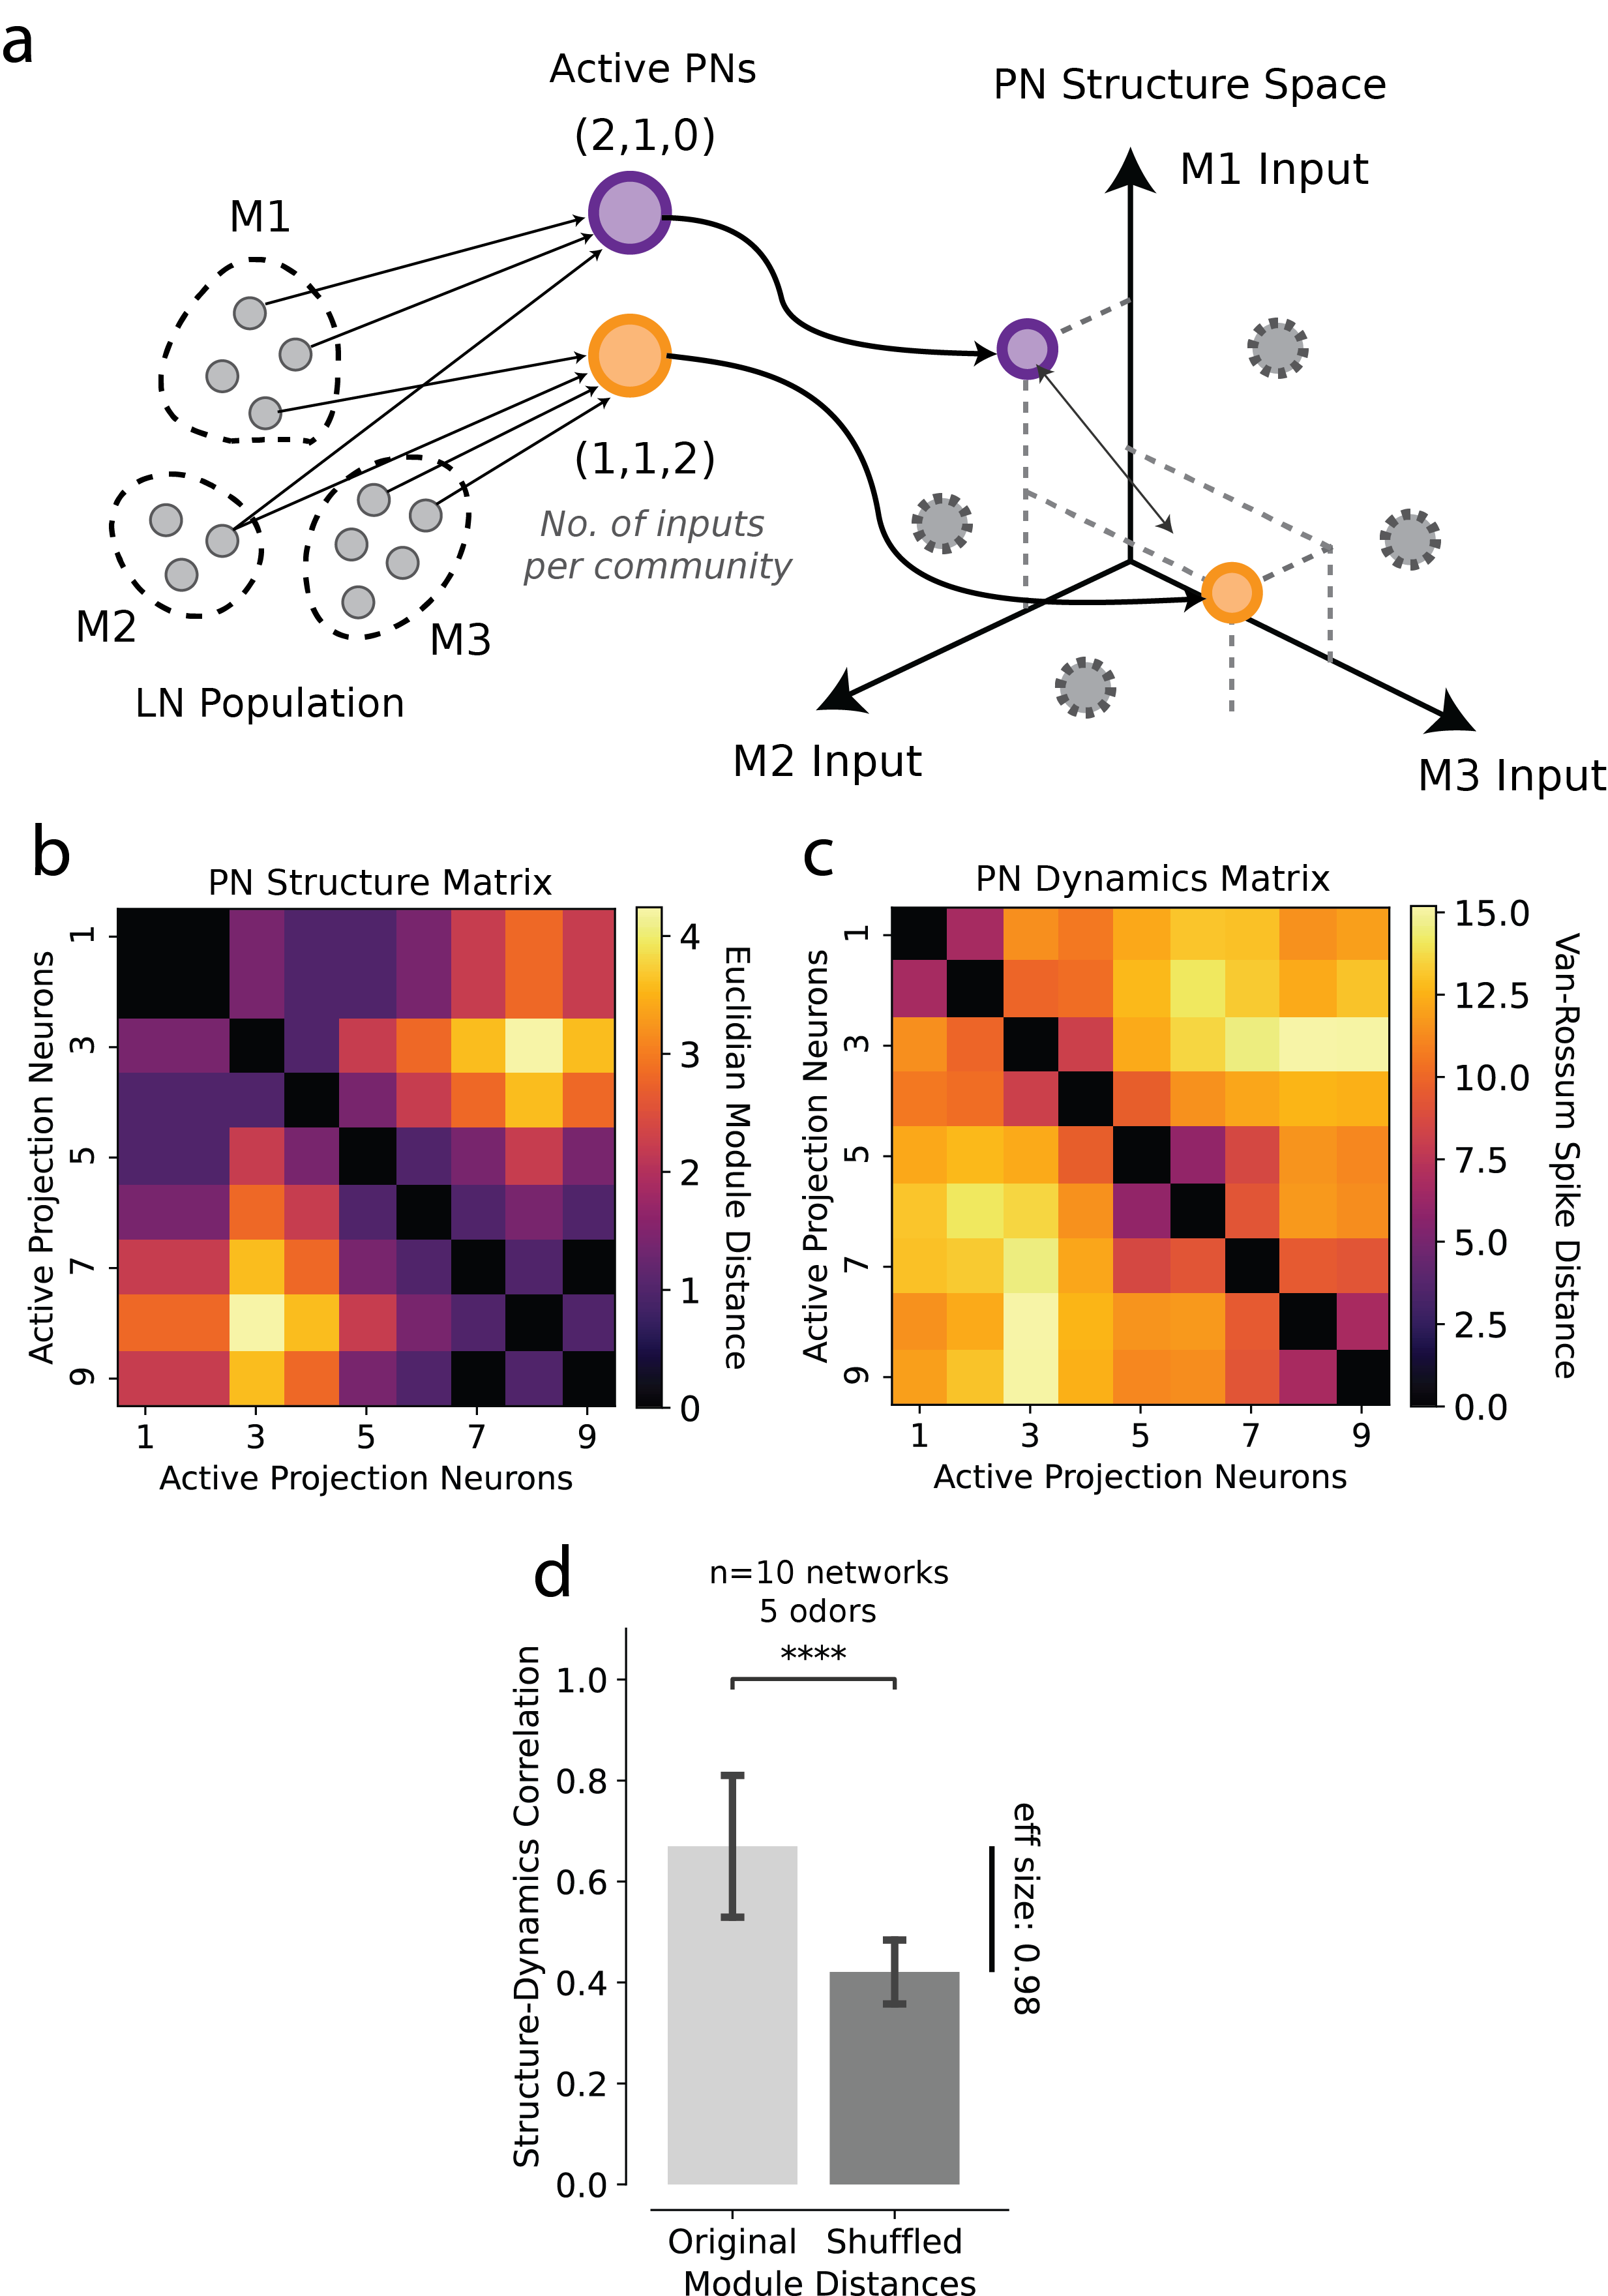 a
Active PNs
(2,1,0)
PN Structure Space
M1 Input
M1
(1,1,2)
No. of inputs
per community
M2
M3
LN Population
M2 Input
M3 Input
b
PN Structure Matrix
Active Projection Neurons
1
3
5
7
9
1 3 5 7 9
Active Projection Neurons
4
3
2
1
0
Euclidian Module Distance
c
PN Dynamics Matrix
Active Projection Neurons
1
3
5
7
9
1 3 5 7 9
Active Projection Neurons
15.0
12.5
10.0
7.5
5.0
2.5
0.0
Van-Rossum Spike Distance
d
n=10 networks
5 odors
****
Structure-Dynamics Correlation
1.0
0.8
0.6
0.4
0.2
0.0
eff size: 0.98
Original Shuffled
Module Distances